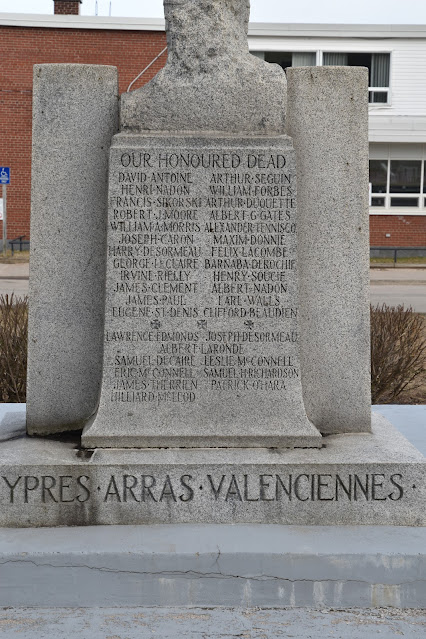 OUR HONOURED DEAD
DAVID ANTOINE ARTHUR SEGUIN
HENRI NADON WILLIAM FORBES
FRANCIS SIKORSKI ARTHUR DUQUETTE
ROBERT J. MOORE ALBERT G. GATES
WILLIAM A. MORRIS ALEXANDER TENNISCO
JOSEPH CARON MAXIM DONNIE
HARRY DESORMEAU FELIX LACOMBE
GEORGE LECLAIRE BARNABA DEROCHIE
IRVINE RIELLY HENRY SOUCIE
JAMES CLEMENT ALBERT NADON
JAMES PAUL EARL WALLS
EUGENE ST-DENIS CLIFFORD BEAUDIEN
LAWRENCE EDMONDS JOSEPH DESORMEAU
ALBERT LARONDE
SAMUEL DECAIRE LESLIE McCONNELL
ERIC McCONNELL SAMUEL H. RICHARDSON
JAMES THERRIEN PATRICK O'HARA
HILLIARD McLEOD
YPRES · ARRAS · VALENCIENNES ·